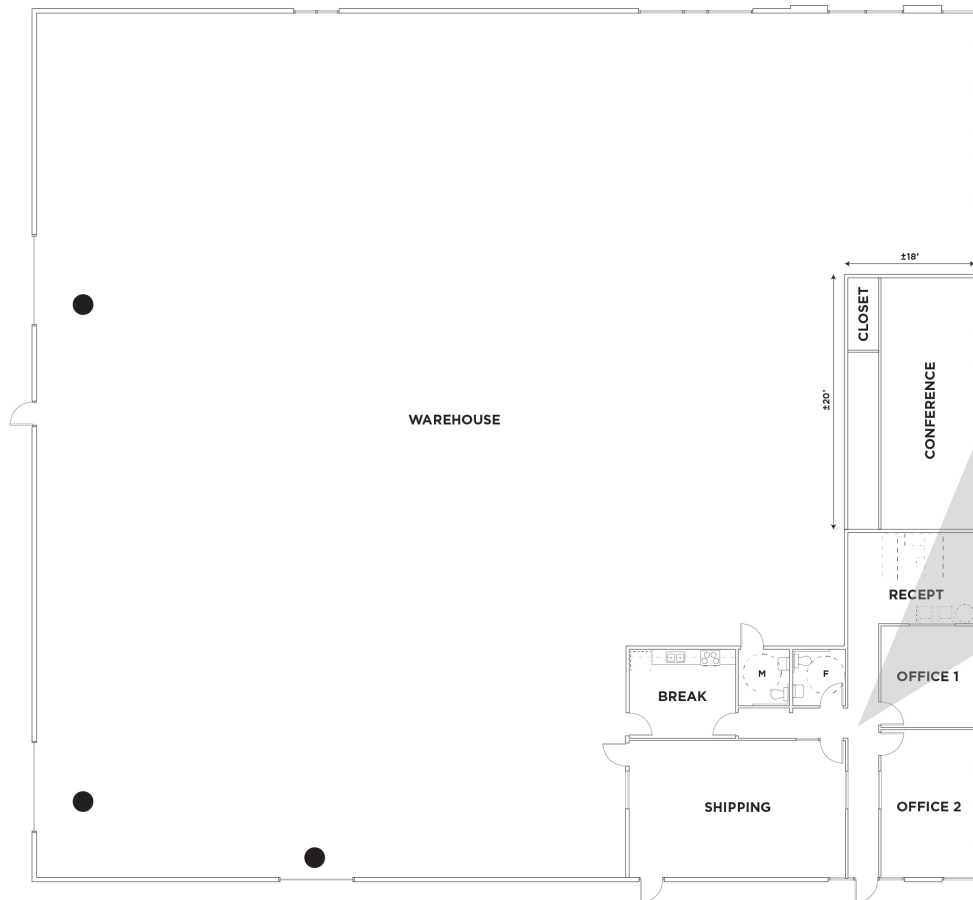 ±18'
CLOSET
CONFERENCE
±20'
WAREHOUSE
RECEPT
M
F
OFFICE 1
BREAK
SHIPPING
OFFICE 2